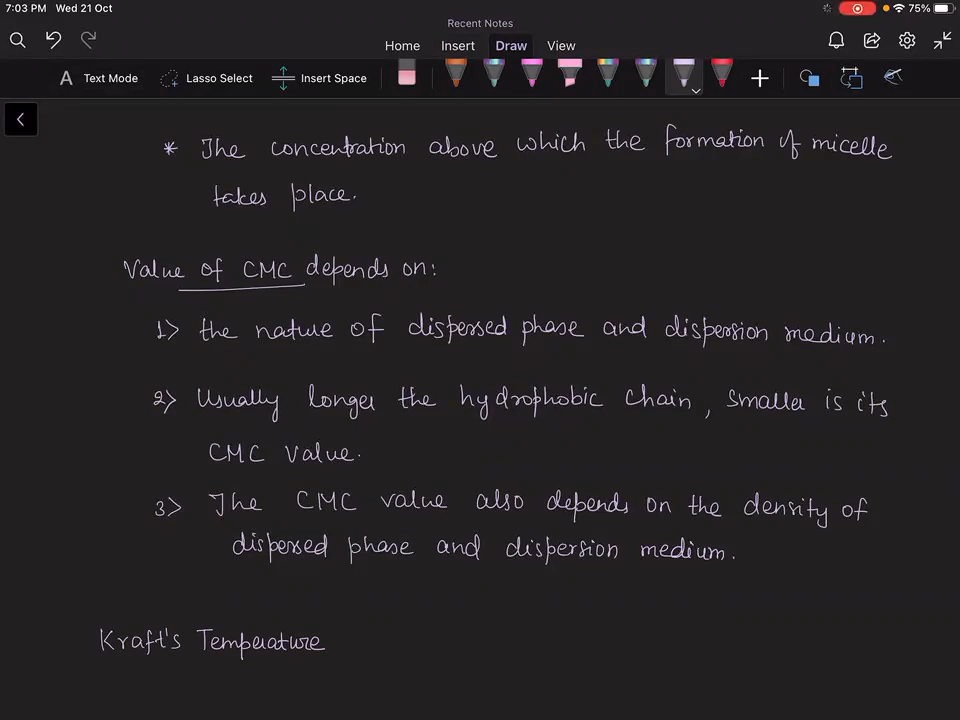 7:03 PM Wed 21 Oct
75%
Recent Notes
Home Insert Draw View
A Text Mode Lasso Select Insert Space
* The concentration above which the formation of micelle
takes place.
Value of CMC depends on:
1> the nature of dispersed phase and dispersion medium.
2> Usually longer the hydrophobic chain, smaller is its
CMC value.
3> The CMC value also depends on the density of
dispersed phase and dispersion medium.
Kraft's Temperature